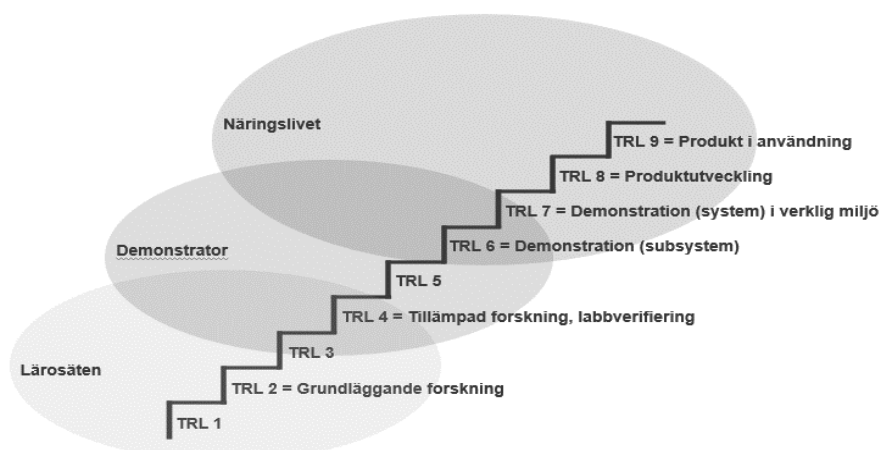 Näringslivet
TRL 9 = Produkt i användning
TRL 8 = Produktutveckling
TRL 7 = Demonstration (system) i verklig miljö
Demonstrator
TRL 6 = Demonstration (subsystem)
TRL 5
TRL 4 = Tillämpad forskning, labbverifiering
TRL 3
Lärosäten
TRL 2 = Grundläggande forskning
TRL 1